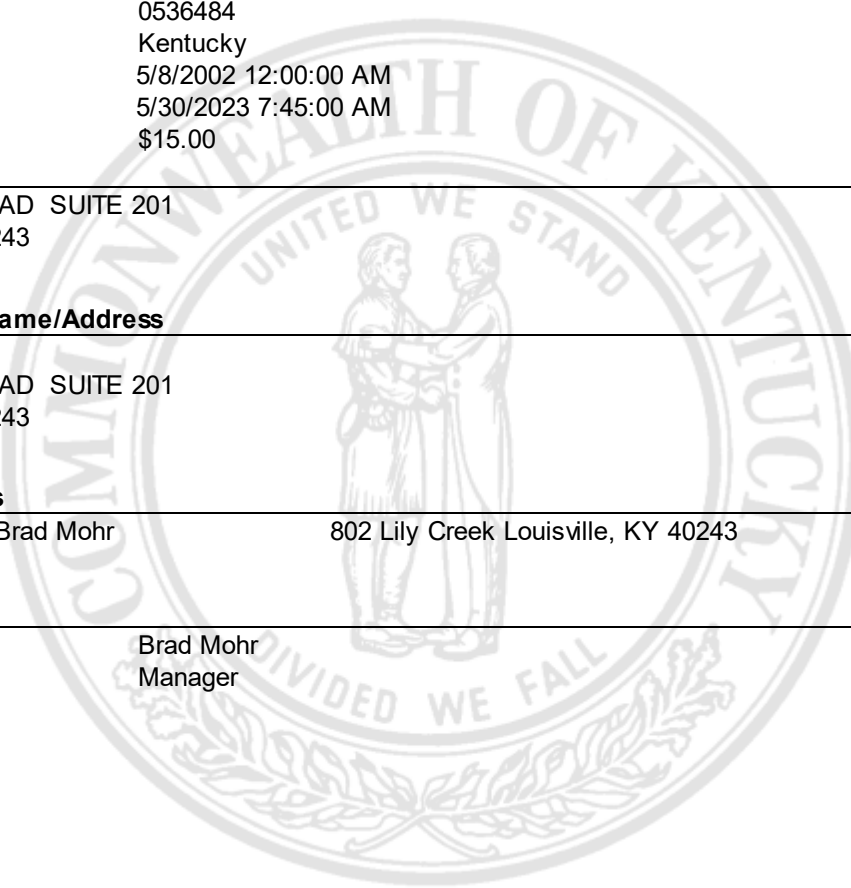 0536484
Kentucky
5/8/2002 12:00:00 AM
5/30/2023 7:45:00 AM
$15.00
AD SUITE 201
243
ame/Address
AD SUITE 201
243
s
Brad Mohr 802 Lily Creek Louisville, KY 40243
Brad Mohr
Manager
COMMONWEALTH OF KENTUCKY
UNITED WE STAND
DIVIDED WE FALL